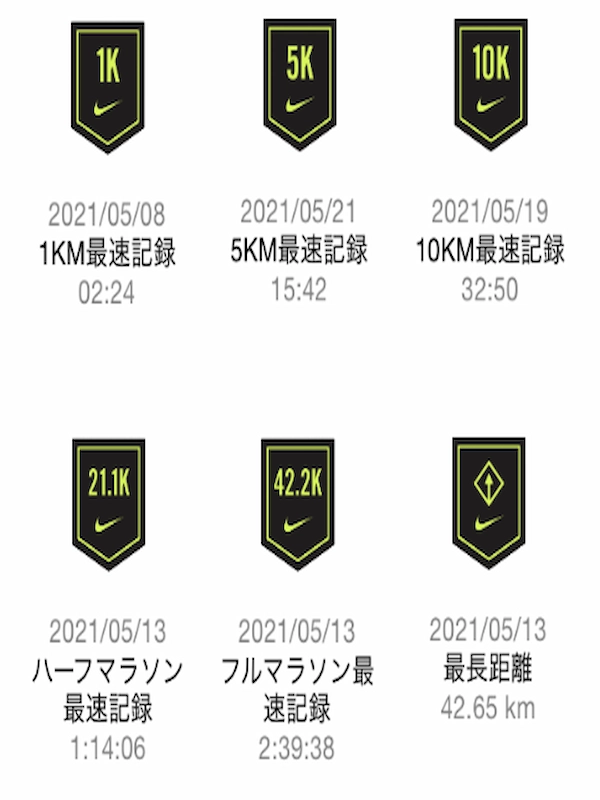 1K
5K
10K
2021/05/08
1KM最速記録
02:24
2021/05/21
5KM最速記録
15:42
2021/05/19
10KM最速記録
32:50
21.1K
42.2K
2021/05/13
ハーフマラソン
最速記録
1:14:06
2021/05/13
フルマラソン最
速記録
2:39:38
2021/05/13
最長距離
42.65 km